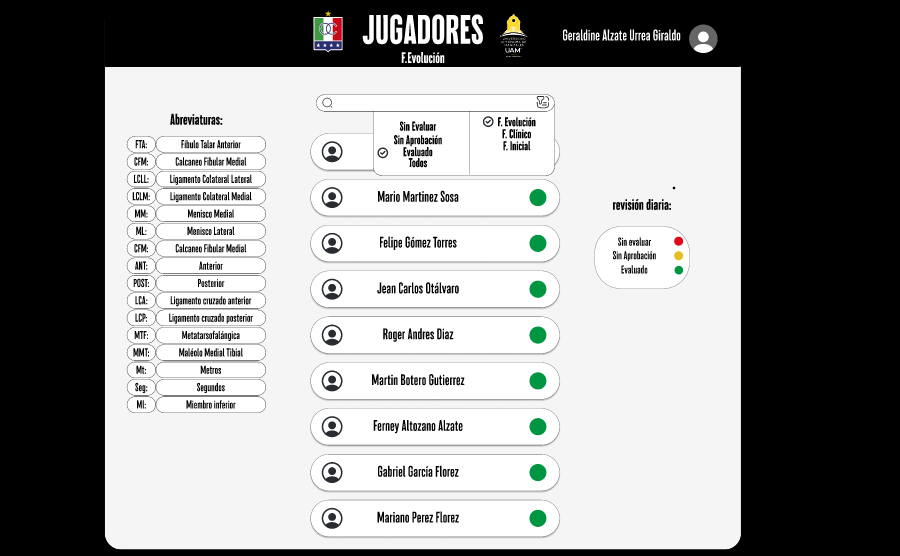 JUGADORES
F.Evolución
UAM
Geraldine Alzate Urrea Giraldo
Abreviaturas:
FTA: Fibulo Talar Anterior
CFM: Calcaneo Fibular Medial
LCLL: Ligamento Colateral Lateral
LCLM: Ligamento Colateral Medial
MM: Menisco Medial
ML: Menisco Lateral
CFM: Calcaneo Fibular Medial
ANT: Anterior
POST: Posterior
LCA: Ligamento cruzado anterior
LCP: Ligamento cruzado posterior
MTF: Metatarsofalángica
MMT: Maléolo Medial Tibial
Mt: Metros
Seg: Segundos
MI: Miembro inferior
Sin Evaluar
Sin Aprobación
Evaluado
Todos
F. Evolución
F. Clínico
F. Inicial
Mario Martinez Sosa
Felipe Gómez Torres
Jean Carlos Otálvaro
Roger Andres Diaz
Martin Botero Gutierrez
Ferney Altozano Alzate
Gabriel García Florez
Mariano Perez Florez
revisión diaria:
Sin evaluar
Sin Aprobación
Evaluado